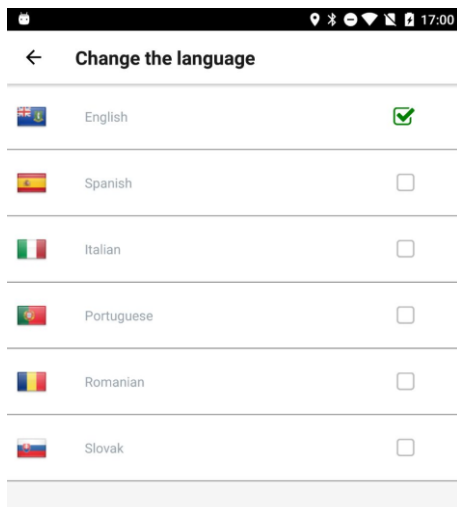 17:00
Change the language
English
Spanish
Italian
Portuguese
Romanian
Slovak